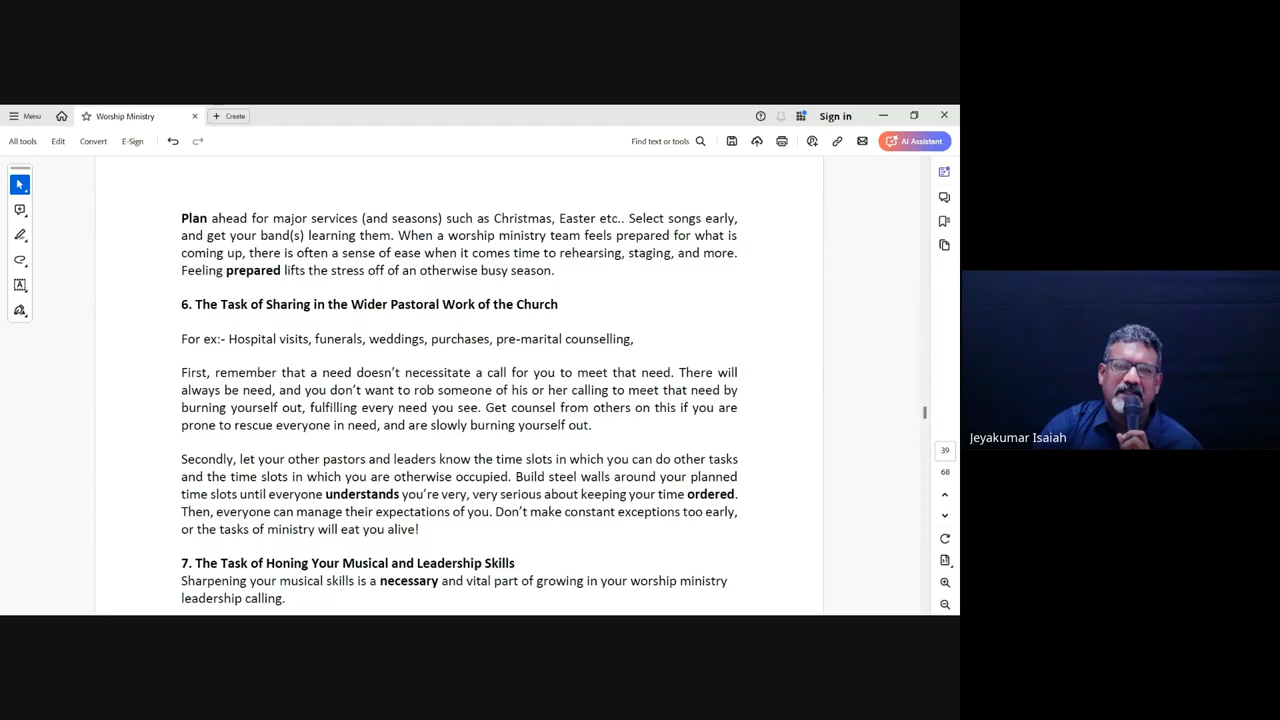 Menu
Worship Ministry
Create
Sign in
All tools
Edit
Convert
E-Sign
Find text or tools
AI Assistant
Plan ahead for major services (and seasons) such as Christmas, Easter etc.. Select songs early,
and get your band(s) learning them. When a worship ministry team feels prepared for what is
coming up, there is often a sense of ease when it comes time to rehearsing, staging, and more.
Feeling prepared lifts the stress off of an otherwise busy season.
6. The Task of Sharing in the Wider Pastoral Work of the Church
For ex:- Hospital visits, funerals, weddings, purchases, pre-marital counselling,
First, remember that a need doesn’t necessitate a call for you to meet that need. There will
always be need, and you don’t want to rob someone of his or her calling to meet that need by
burning yourself out, fulfilling every need you see. Get counsel from others on this if you are
prone to rescue everyone in need, and are slowly burning yourself out.
Secondly, let your other pastors and leaders know the time slots in which you can do other tasks
and the time slots in which you are otherwise occupied. Build steel walls around your planned
time slots until everyone understands you’re very, very serious about keeping your time ordered.
Then, everyone can manage their expectations of you. Don’t make constant exceptions too early,
or the tasks of ministry will eat you alive!
7. The Task of Honing Your Musical and Leadership Skills
Sharpening your musical skills is a necessary and vital part of growing in your worship ministry
leadership calling.
39
68
Jeyakumar Isaiah